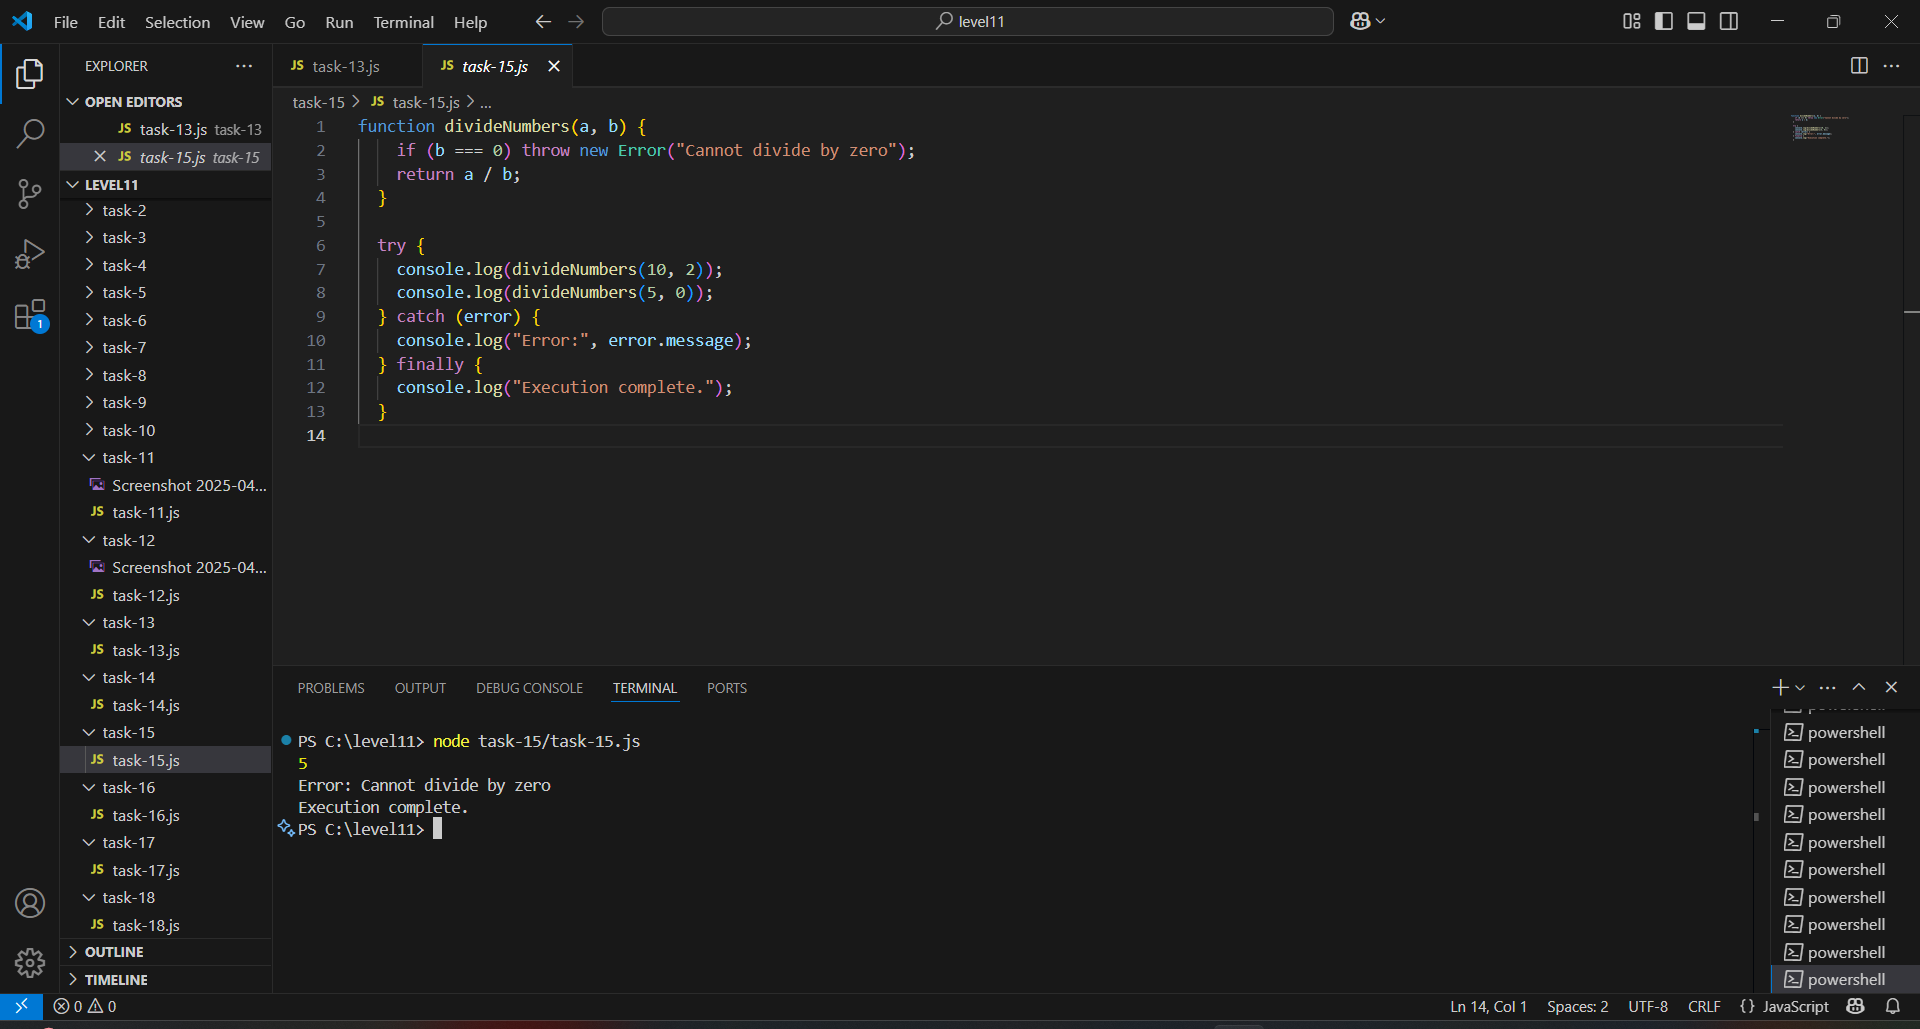 File Edit Selection View Go Run Terminal Help level11
EXPLORER
OPEN EDITORS
JS task-13.js task-13
JS task-15.js task-15
LEVEL11
task-2
task-3
task-4
task-5
task-6
task-7
task-8
task-9
task-10
task-11
Screenshot 2025-04...
JS task-11.js
task-12
Screenshot 2025-04...
JS task-12.js
task-13
JS task-13.js
task-14
JS task-14.js
task-15
JS task-15.js
task-16
JS task-16.js
task-17
JS task-17.js
task-18
JS task-18.js
OUTLINE
TIMELINE
1
JS task-13.js JS task-15.js
task-15 > JS task-15.js > ...
1 function divideNumbers(a, b) {
2 if (b === 0) throw new Error("Cannot divide by zero");
3 return a / b;
4 }
5
6 try {
7 console.log(divideNumbers(10, 2));
8 console.log(divideNumbers(5, 0));
9 } catch (error) {
10 console.log("Error:", error.message);
11 } finally {
12 console.log("Execution complete.");
13 }
14
PROBLEMS OUTPUT DEBUG CONSOLE TERMINAL PORTS
PS C:\level11> node task-15/task-15.js
5
Error: Cannot divide by zero
Execution complete.
PS C:\level11>
powershell
powershell
powershell
powershell
powershell
powershell
powershell
powershell
powershell
powershell
0 0 Ln 14, Col 1 Spaces: 2 UTF-8 CRLF {} JavaScript